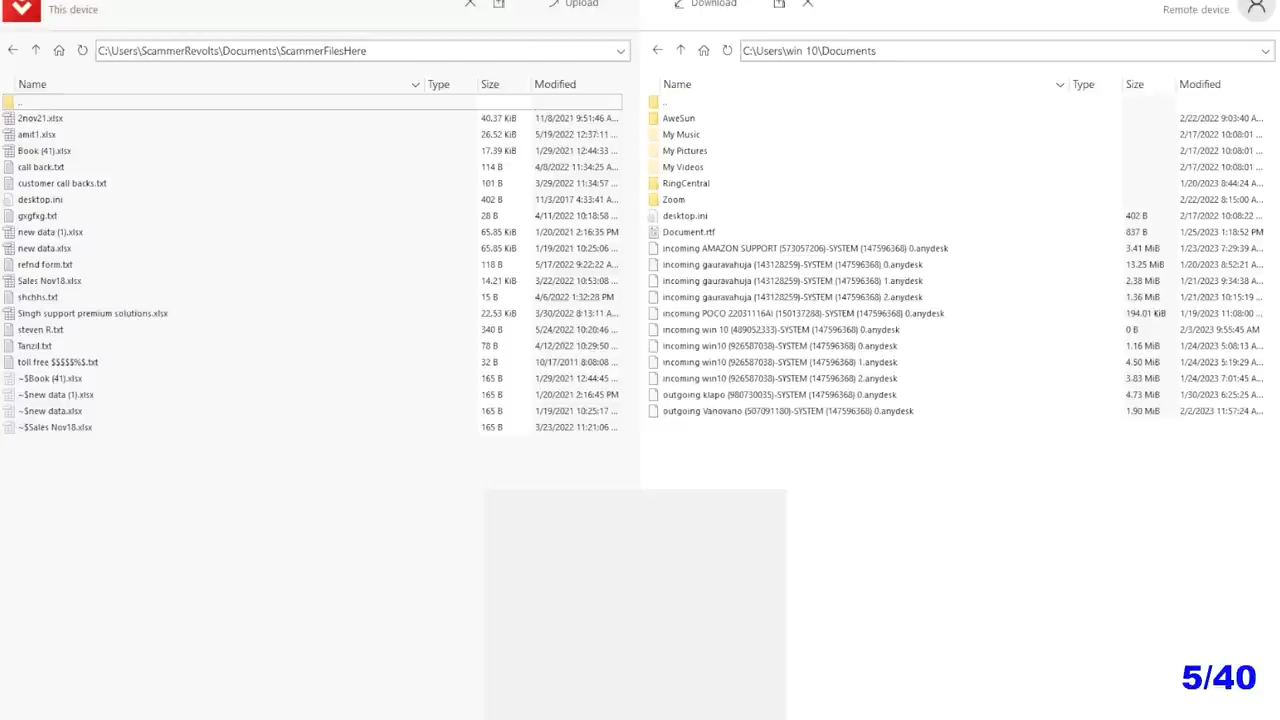 This device
Upload
C:\Users\ScammerRevolts\Documents\ScammerFilesHere
Name Type Size Modified
..
2nov21.xlsx 40.37 KiB 11/8/2021 9:51:46 A...
amit1.xlsx 26.52 KiB 5/19/2022 12:37:11 ...
Book (41).xlsx 17.39 KiB 1/29/2021 12:44:33 ...
call back.txt 114 B 4/8/2022 11:34:25 A...
customer call backs.txt 101 B 3/29/2022 11:34:57 ...
desktop.ini 402 B 11/3/2017 4:33:41 A...
gxgfxg.txt 28 B 4/11/2022 10:18:58 ...
new data (1).xlsx 65.85 KiB 1/20/2021 2:16:35 PM
new data.xlsx 65.85 KiB 1/19/2021 10:25:06 ...
refnd form.txt 118 B 5/17/2022 9:22:22 A...
Sales Nov18.xlsx 14.21 KiB 3/22/2022 10:53:08 ...
shchhs.txt 15 B 4/6/2022 1:32:28 PM
Singh support premium solutions.xlsx 22.53 KiB 3/30/2022 8:13:11 A...
steven R.txt 340 B 5/24/2022 10:20:46 ...
Tanzil.txt 78 B 4/12/2022 10:29:50 ...
toll free $$$$$%$.txt 32 B 10/17/2011 8:08:08 ...
~$Book (41).xlsx 165 B 1/29/2021 12:44:45 ...
~$new data (1).xlsx 165 B 1/20/2021 2:16:45 PM
~$new data.xlsx 165 B 1/19/2021 10:25:17 ...
~$Sales Nov18.xlsx 165 B 3/23/2022 11:21:06 ...
Download
Remote device
C:\Users\win 10\Documents
Name Type Size Modified
..
AweSun 2/22/2022 9:03:40 A...
My Music 2/17/2022 10:08:01 ...
My Pictures 2/17/2022 10:08:01 ...
My Videos 2/17/2022 10:08:01 ...
RingCentral 1/20/2023 8:44:24 A...
Zoom 2/22/2022 8:15:00 A...
desktop.ini 402 B 2/17/2022 10:08:22 ...
Document.rtf 837 B 1/25/2023 1:18:52 PM
incoming AMAZON SUPPORT (573057206)-SYSTEM (147596368) 0.anydesk 3.41 MiB 1/23/2023 7:29:39 A...
incoming gauravahuja (143128259)-SYSTEM (147596368) 0.anydesk 13.25 MiB 1/20/2023 8:52:21 A...
incoming gauravahuja (143128259)-SYSTEM (147596368) 1.anydesk 2.38 MiB 1/21/2023 9:34:38 A...
incoming gauravahuja (143128259)-SYSTEM (147596368) 2.anydesk 1.36 MiB 1/21/2023 10:15:19 ...
incoming POCO 22031116AI (150137288)-SYSTEM (147596368) 0.anydesk 194.01 KiB 1/19/2023 11:08:00 ...
incoming win 10 (489052333)-SYSTEM (147596368) 0.anydesk 0 B 2/3/2023 9:55:45 AM
incoming win10 (926587038)-SYSTEM (147596368) 0.anydesk 1.16 MiB 1/24/2023 5:08:13 A...
incoming win10 (926587038)-SYSTEM (147596368) 1.anydesk 4.50 MiB 1/24/2023 5:19:29 A...
incoming win10 (926587038)-SYSTEM (147596368) 2.anydesk 3.83 MiB 1/24/2023 7:01:45 A...
outgoing klapo (980730035)-SYSTEM (147596368) 0.anydesk 4.73 MiB 1/30/2023 6:25:25 A...
outgoing Vanovano (507091180)-SYSTEM (147596368) 0.anydesk 1.90 MiB 2/2/2023 11:57:24 A...
5/40